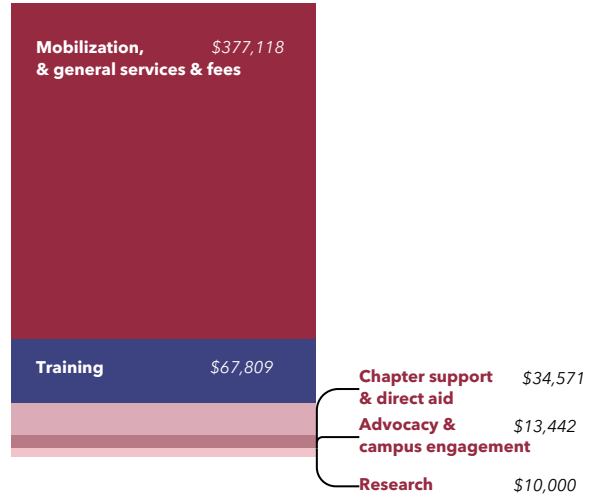 Mobilization, $377,118
& general services & fees
Training $67,809
Chapter support $34,571
& direct aid
Advocacy & $13,442
campus engagement
Research $10,000